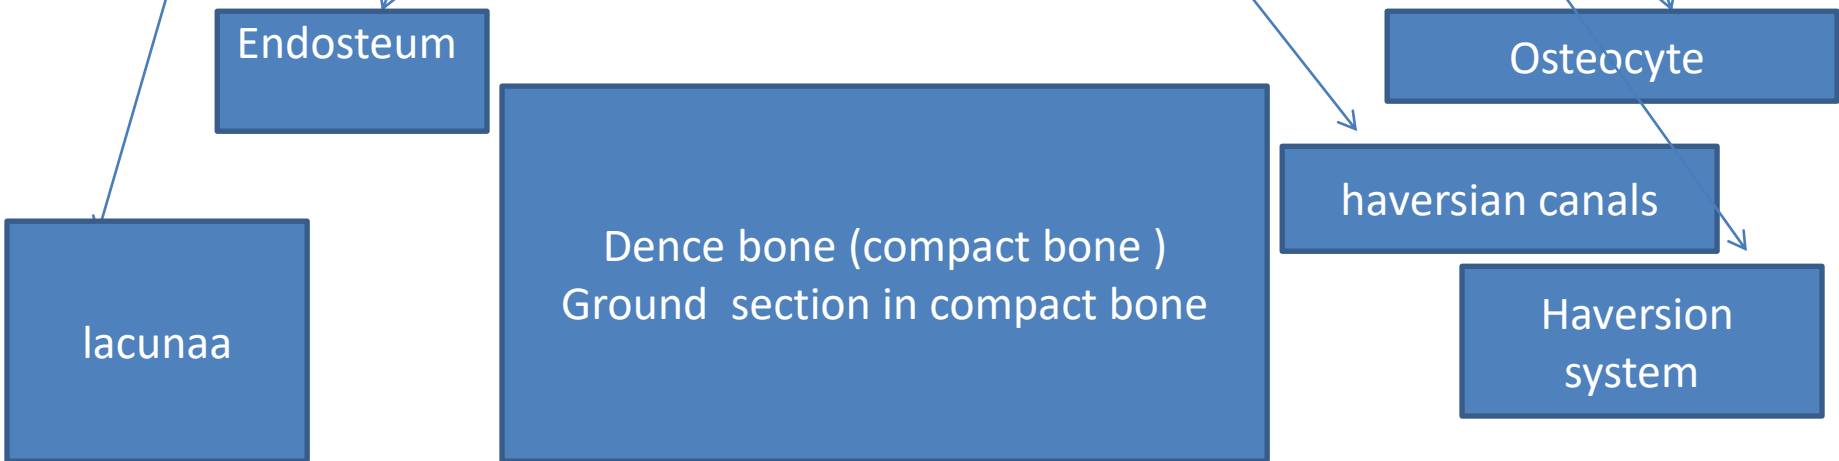 Endosteum
Osteocyte
haversian canals
Dence bone (compact bone )
Ground  section in compact bone
Haversion
system
lacunaa